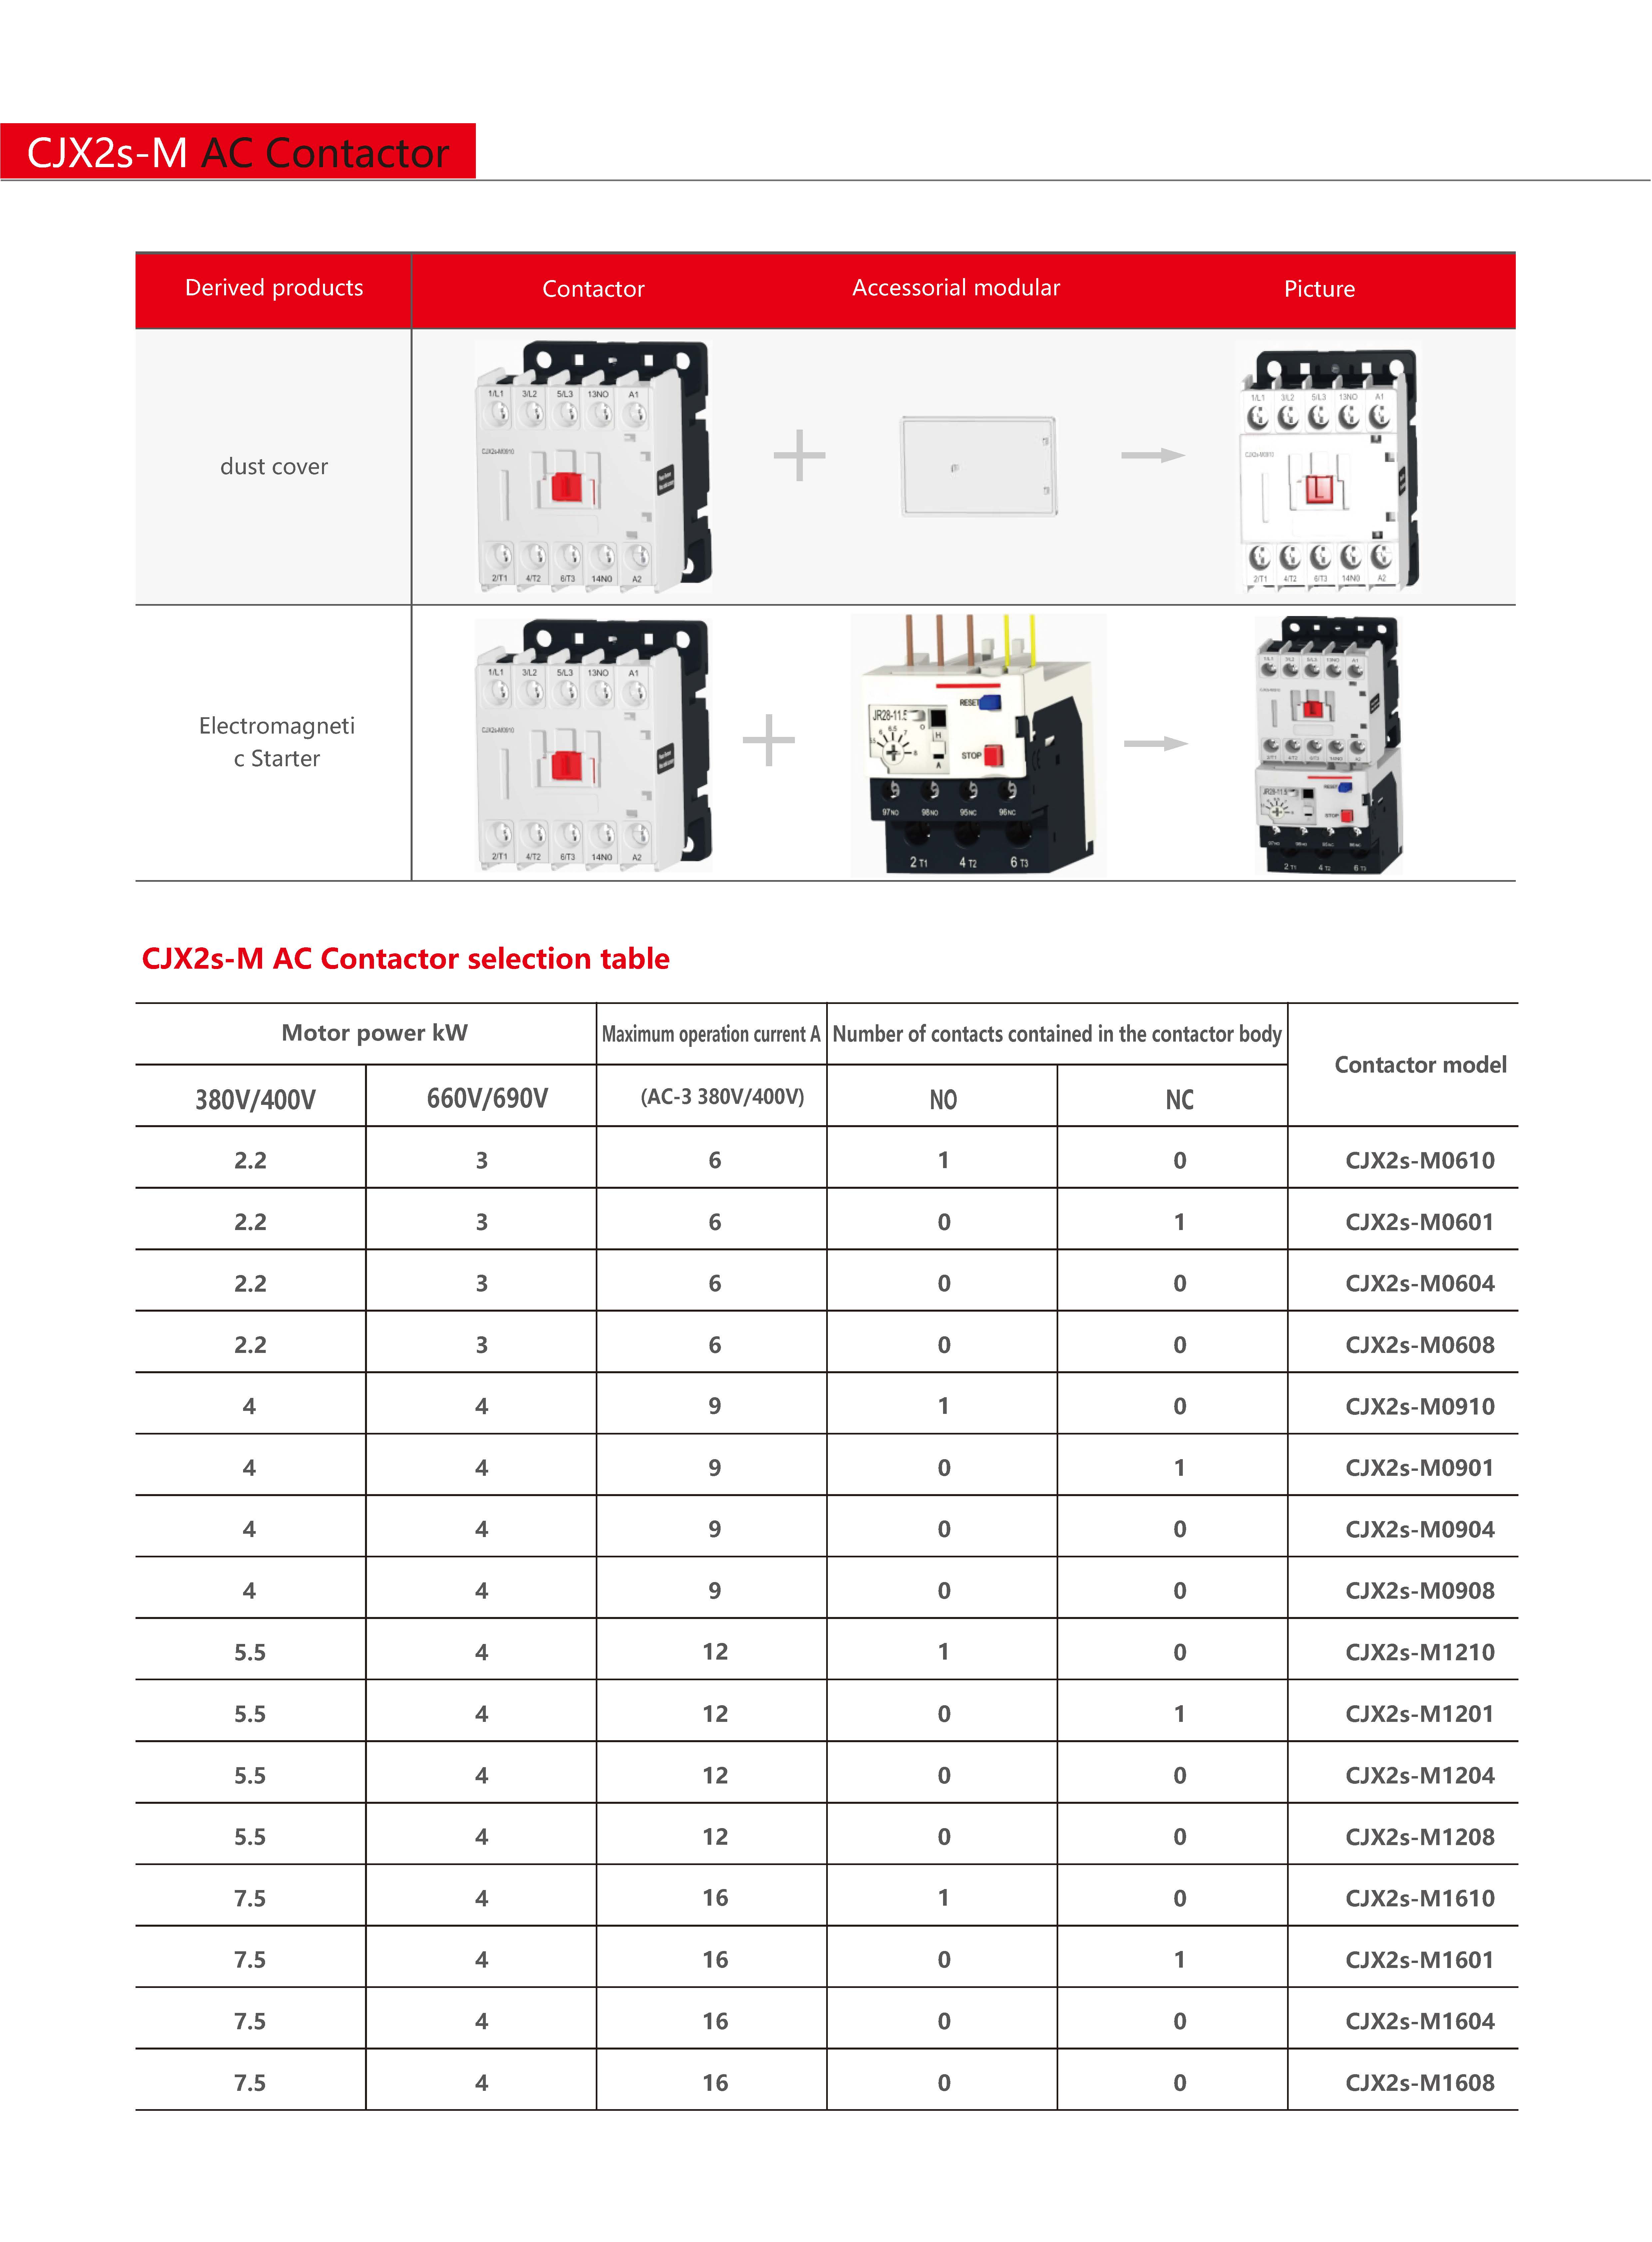 CJX2s-M AC Contactor
Derived products Contactor Accessorial modular Picture
1/L1 3/L2 5/L3 13NO A1
2/T1 4/T2 6/T3 14NO A2
dust cover
1/L1 3/L2 5/L3 13NO A1
2/T1 4/T2 6/T3 14NO A2
1/L1 3/L2 5/L3 13NO A1
2/T1 4/T2 6/T3 14NO A2
Electromagneti
c Starter
RESET
JR28-11.5
O
H
STOP
A
97NO 98NO 95NC 96NC
2 T1 4 T2 6 T3
RESET
JR28-11.5
STOP
2 T1 4 T2 6 T3
CJX2s-M AC Contactor selection table
Motor power kW Maximum operation current A Number of contacts contained in the contactor body Contactor model
380V/400V 660V/690V (AC-3 380V/400V) NO NC
2.2 3 6 1 0 CJX2s-M0610
2.2 3 6 0 1 CJX2s-M0601
2.2 3 6 0 0 CJX2s-M0604
2.2 3 6 0 0 CJX2s-M0608
4 4 9 1 0 CJX2s-M0910
4 4 9 0 1 CJX2s-M0901
4 4 9 0 0 CJX2s-M0904
4 4 9 0 0 CJX2s-M0908
5.5 4 12 1 0 CJX2s-M1210
5.5 4 12 0 1 CJX2s-M1201
5.5 4 12 0 0 CJX2s-M1204
5.5 4 12 0 0 CJX2s-M1208
7.5 4 16 1 0 CJX2s-M1610
7.5 4 16 0 1 CJX2s-M1601
7.5 4 16 0 0 CJX2s-M1604
7.5 4 16 0 0 CJX2s-M1608